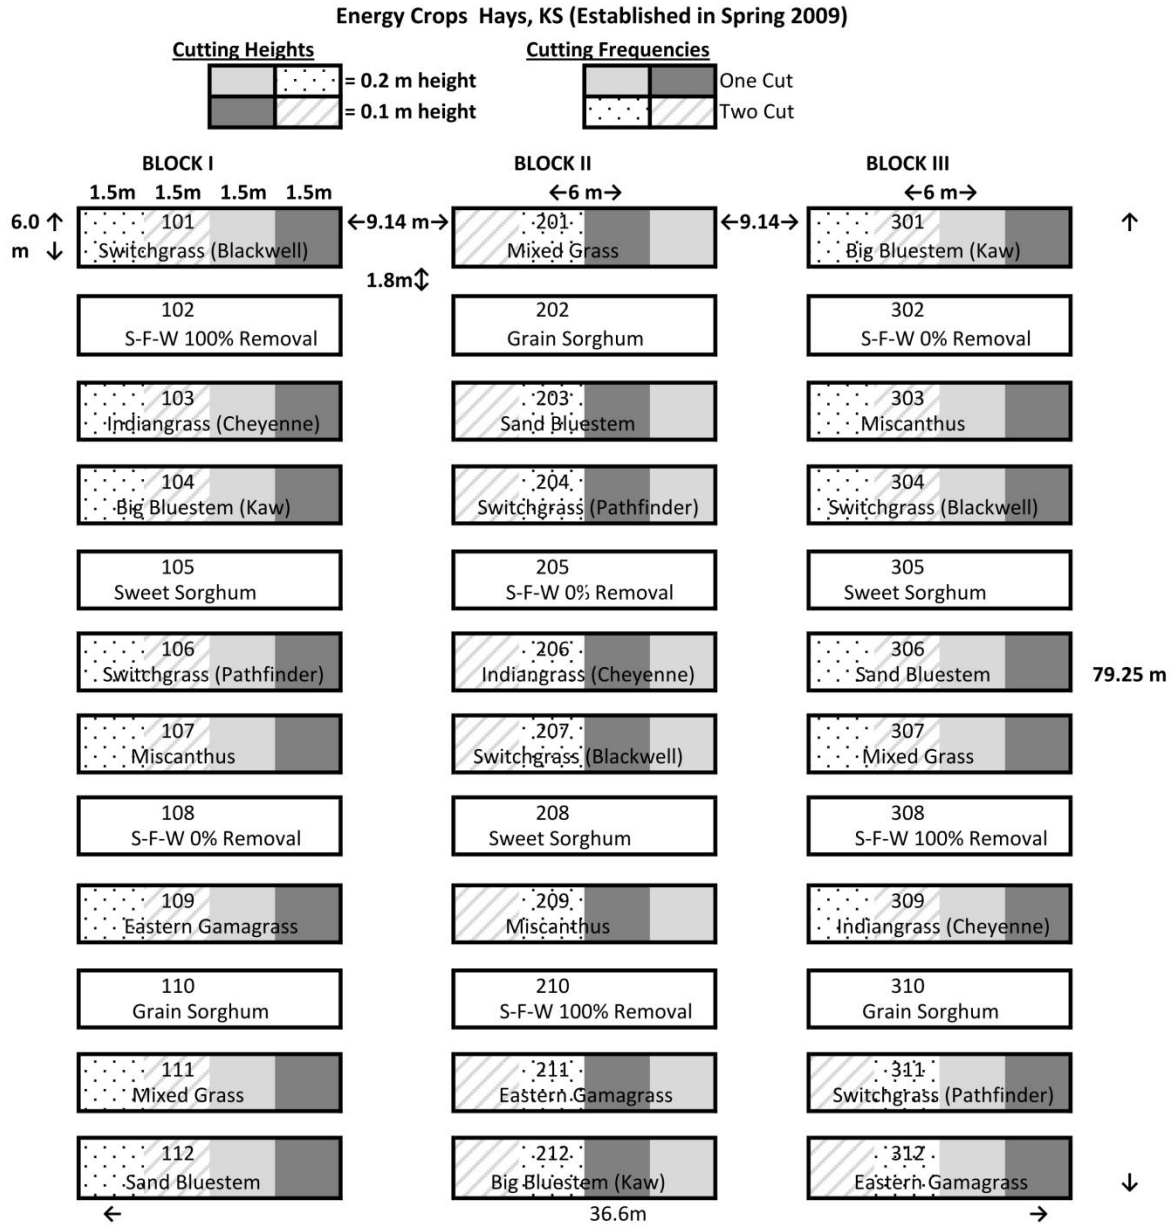 Energy Crops  Hays, KS (Established in Spring 2009)
Cutting Heights
Cutting Frequencies
= 0.2 m height
One Cut
= 0.1 m height
Two Cut
BLOCK I
BLOCK II
BLOCK III
1.5m 1.5m 1.5m 1.5m
←6 m→
←6 m→
6.0 ↑
m ↓
101
Switchgrass (Blackwell)
←9.14 m→
201
Mixed Grass
←9.14→
301
Big Bluestem (Kaw)
↑
1.8m↕
102
S-F-W 100% Removal
202
Grain Sorghum
302
S-F-W 0% Removal
103
Indiangrass (Cheyenne)
203
Sand Bluestem
303
Miscanthus
104
Big Bluestem (Kaw)
204
Switchgrass (Pathfinder)
304
Switchgrass (Blackwell)
105
Sweet Sorghum
205
S-F-W 0% Removal
305
Sweet Sorghum
106
Switchgrass (Pathfinder)
206
Indiangrass (Cheyenne)
306
Sand Bluestem
79.25 m
107
Miscanthus
207
Switchgrass (Blackwell)
307
Mixed Grass
108
S-F-W 0% Removal
208
Sweet Sorghum
308
S-F-W 100% Removal
109
Eastern Gamagrass
209
Miscanthus
309
Indiangrass (Cheyenne)
110
Grain Sorghum
210
S-F-W 100% Removal
310
Grain Sorghum
111
Mixed Grass
211
Eastern Gamagrass
311
Switchgrass (Pathfinder)
112
Sand Bluestem
212
Big Bluestem (Kaw)
312
Eastern Gamagrass
↓
← 36.6m →